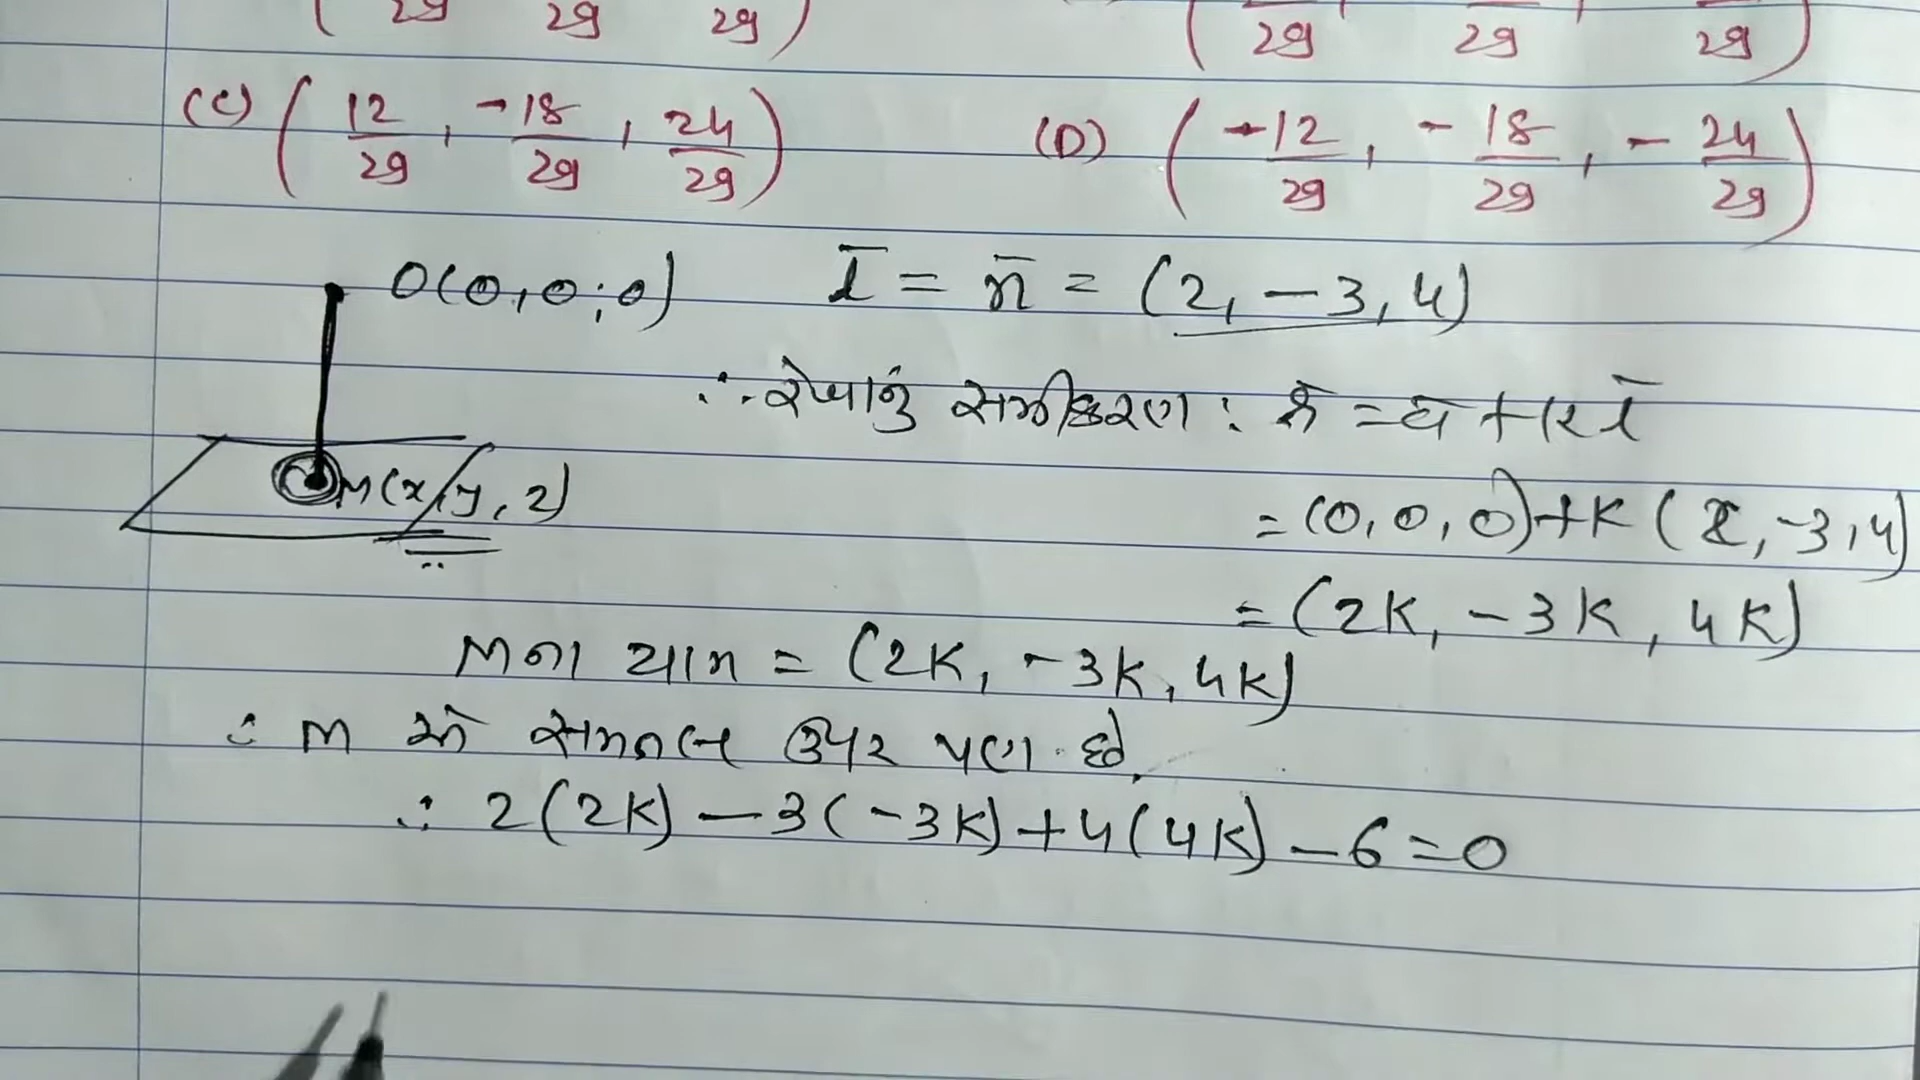 (C) ( 12/29 , -18/29 , 24/29 ) (D) ( -12/29 , -18/29 , -24/29 )
O(0,0,0) l̄ = n̄ = (2, -3, 4)
∴ રેખાનું સમીકરણ : r̄ = ā + k l̄
M(x,y,z) = (0,0,0) + K (2, -3, 4)
= (2K, -3K, 4K)
Mના યામ = (2K, -3K, 4K)
∴ M એ સમતલ ઉપર પણ છે.
∴ 2(2K) - 3(-3K) + 4(4K) - 6 = 0